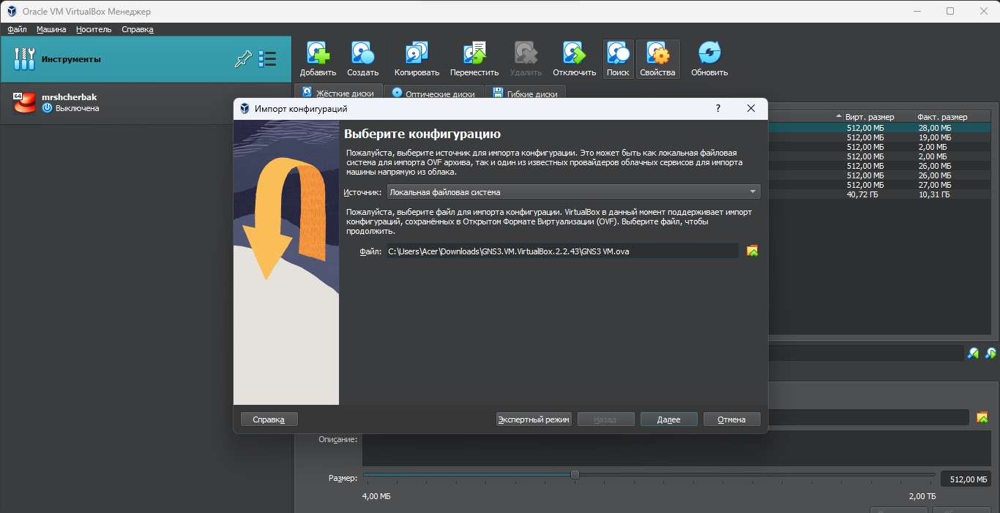 Oracle VM VirtualBox Менеджер
Файл Машина Носитель Справка
Инструменты
Добавить Создать Копировать Переместить Удалить Отключить Поиск Свойства Обновить
64
mrshcherbak
Выключена
Жёсткие диски Оптические диски Гибкие диски
Импорт конфигураций ?
Вирт. размер Факт. размер
512,00 МБ 28,00 МБ
512,00 МБ 19,00 МБ
512,00 МБ 2,00 МБ
512,00 МБ 2,00 МБ
512,00 МБ 26,00 МБ
512,00 МБ 26,00 МБ
512,00 МБ 27,00 МБ
40,72 ГБ 10,31 ГБ
Выберите конфигурацию
Пожалуйста, выберите источник для импорта конфигурации. Это может быть как локальная файловая
система для импорта OVF архива, так и один из известных провайдеров облачных сервисов для импорта
машины напрямую из облака.
Источник: Локальная файловая система
Пожалуйста, выберите файл для импорта конфигурации. VirtualBox в данный момент поддерживает импорт
конфигураций, сохранённых в Открытом Формате Виртуализации (OVF). Выберите файл, чтобы
продолжить.
Файл: C:\Users\Acer\Downloads\GNS3.VM.VirtualBox.2.2.43\GNS3 VM.ova
Справка Экспертный режим Назад Далее Отмена
Описание:
Размер: 512,00 МБ
4,00 МБ 2,00 ТБ